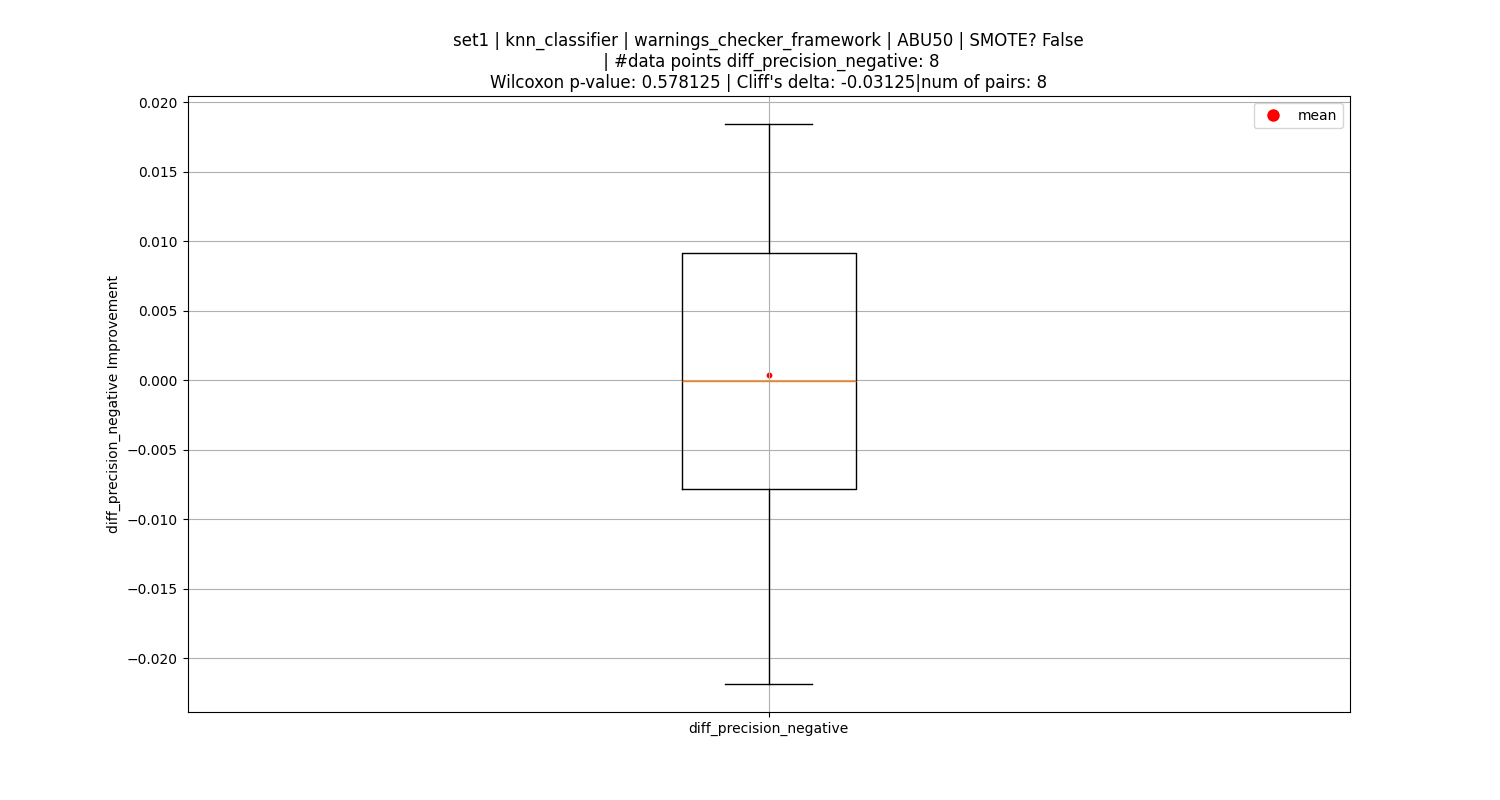 set1 | knn_classifier | warnings_checker_framework | ABU50 | SMOTE? False
| #data points diff_precision_negative: 8
Wilcoxon p-value: 0.578125 | Cliff's delta: -0.03125|num of pairs: 8
mean
0.020
0.015
0.010
0.005
0.000
−0.005
−0.010
−0.015
−0.020
diff_precision_negative Improvement
diff_precision_negative